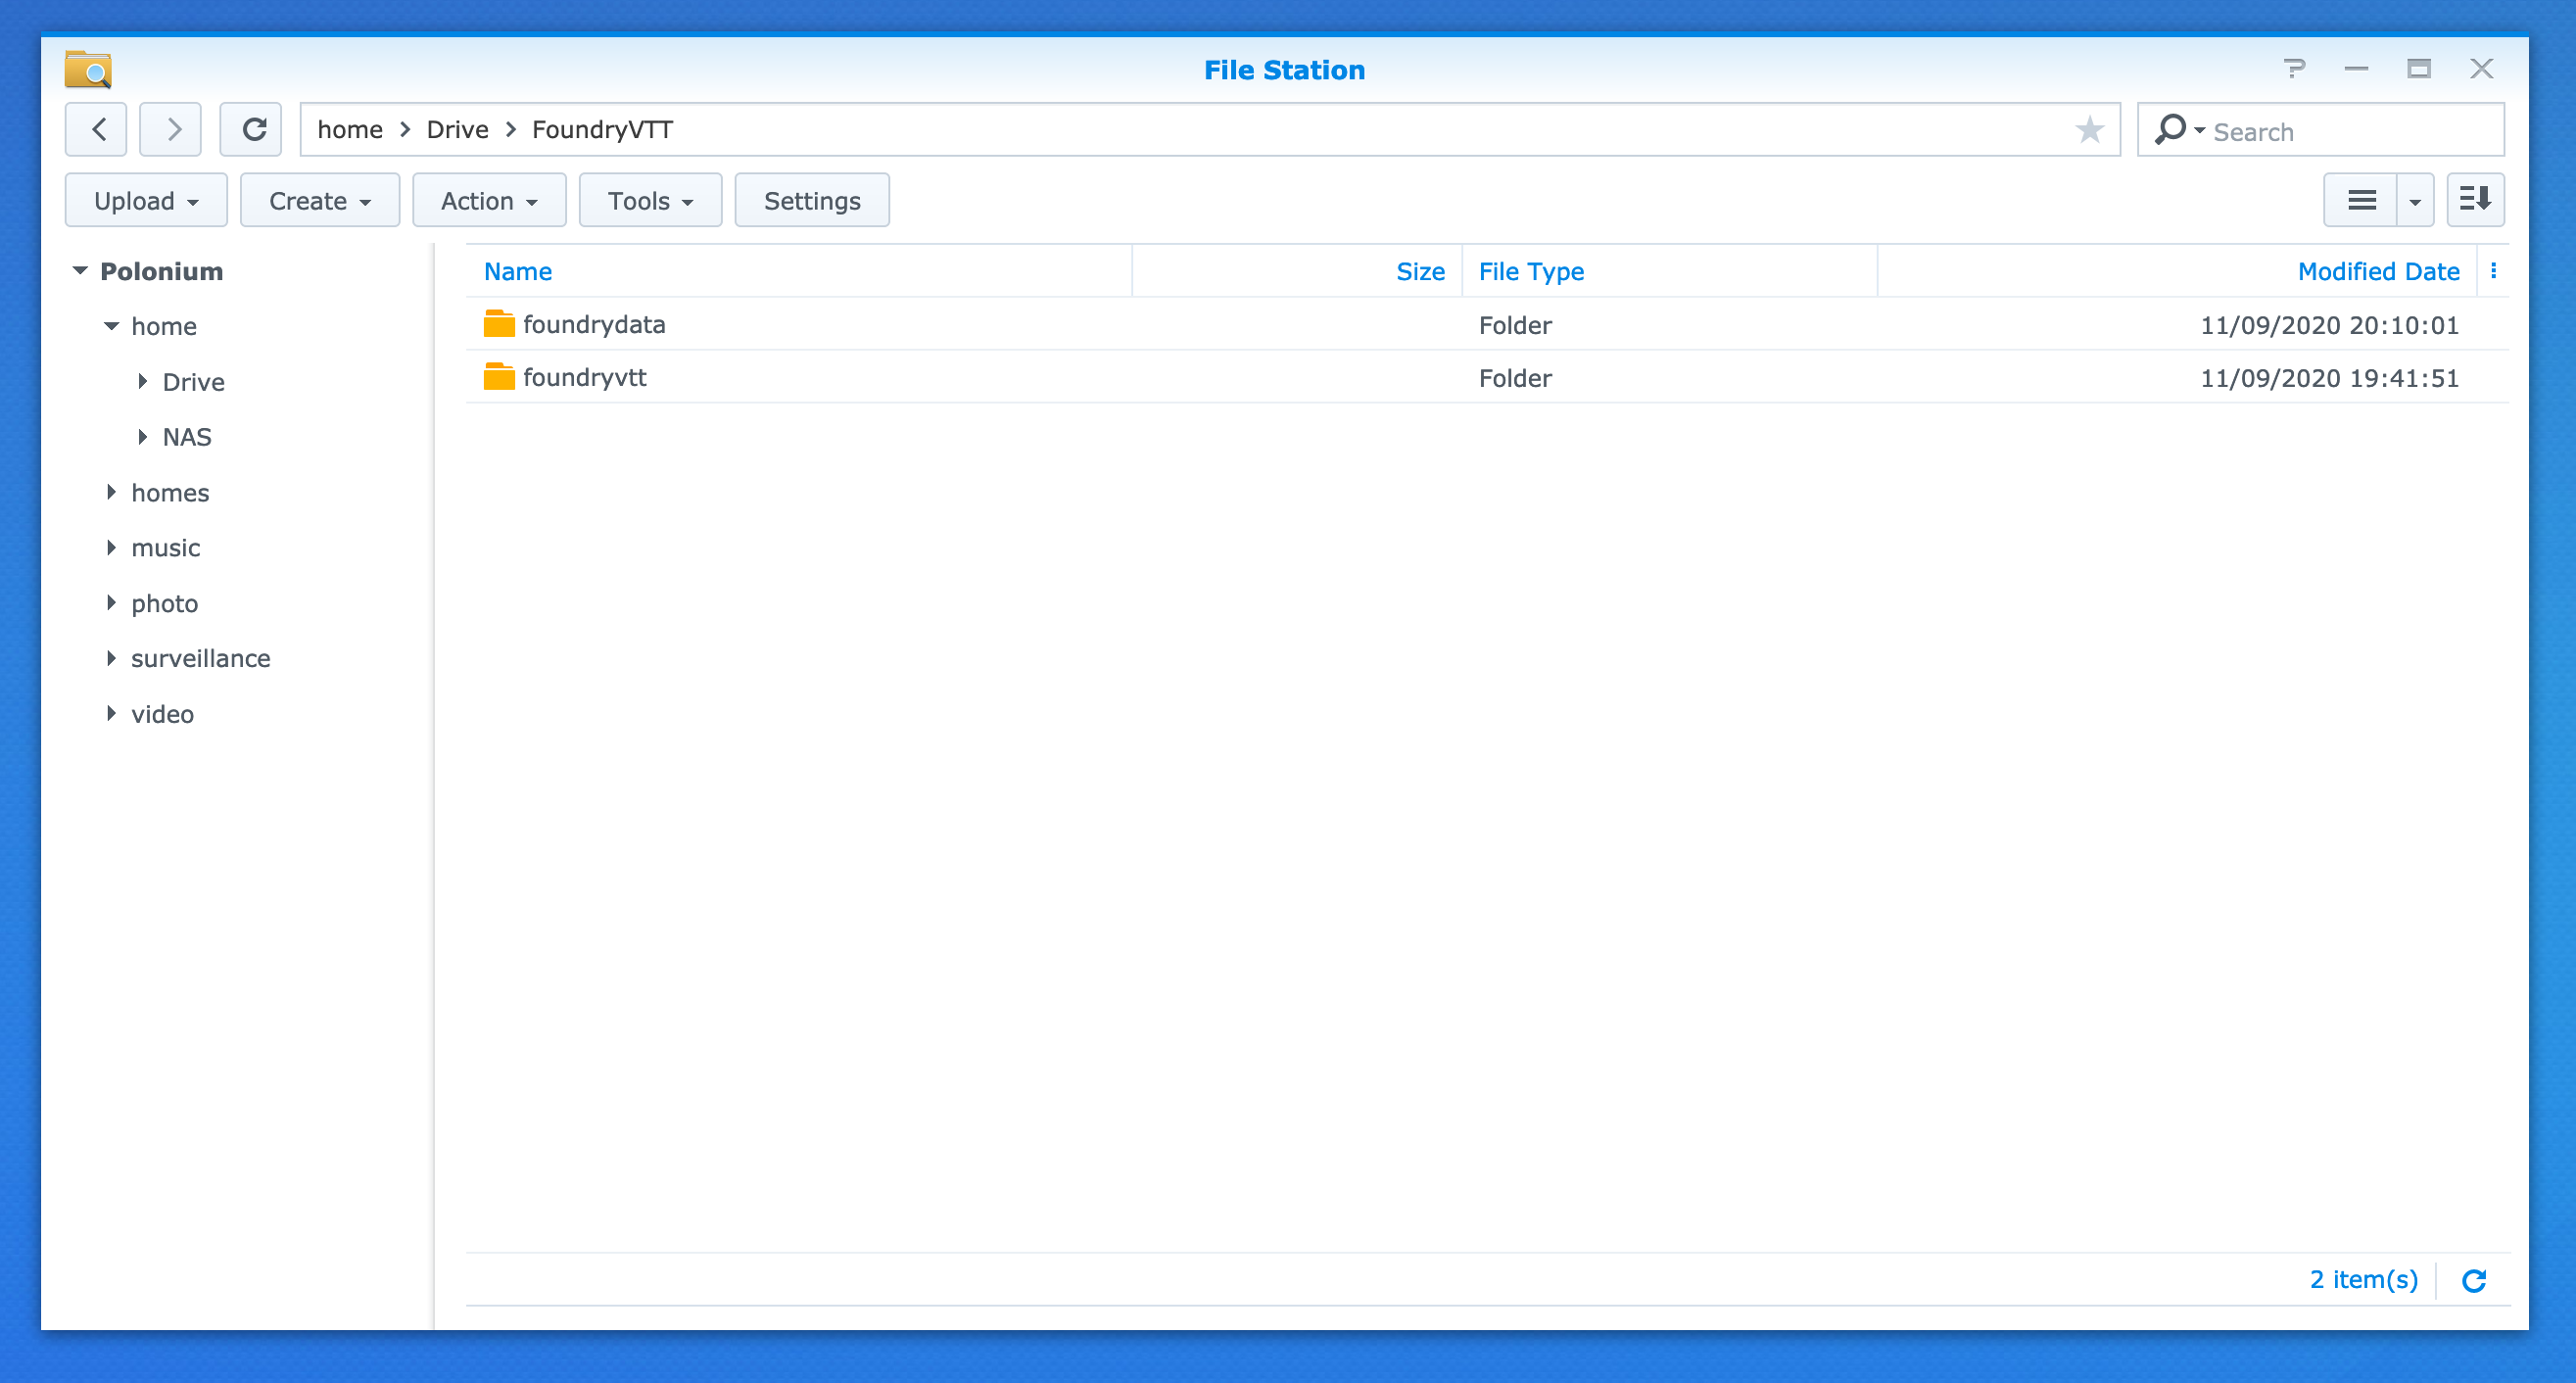 File Station
home > Drive > FoundryVTT
Search
Upload Create Action Tools Settings
Polonium
home
Drive
NAS
homes
music
photo
surveillance
video
Name Size File Type Modified Date
foundrydata Folder 11/09/2020 20:10:01
foundryvtt Folder 11/09/2020 19:41:51
2 item(s)